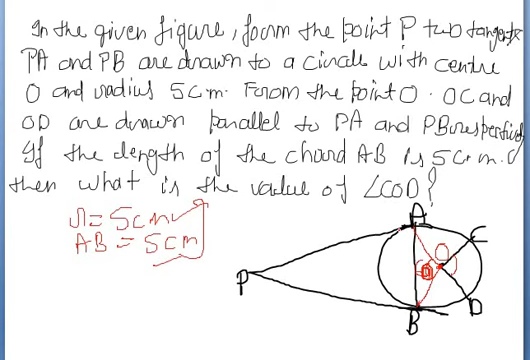 In the given figure, form the point P two tangents
PA and PB are drawn to a circle with centre
O and radius 5cm. From the point O. OC and
OD are drawn parallel to PA and PB respectively
If the length of the chord AB is 5cm.
then what is the value of ∠COD?
r = 5cm
AB = 5cm
A
C
O
P
D
B